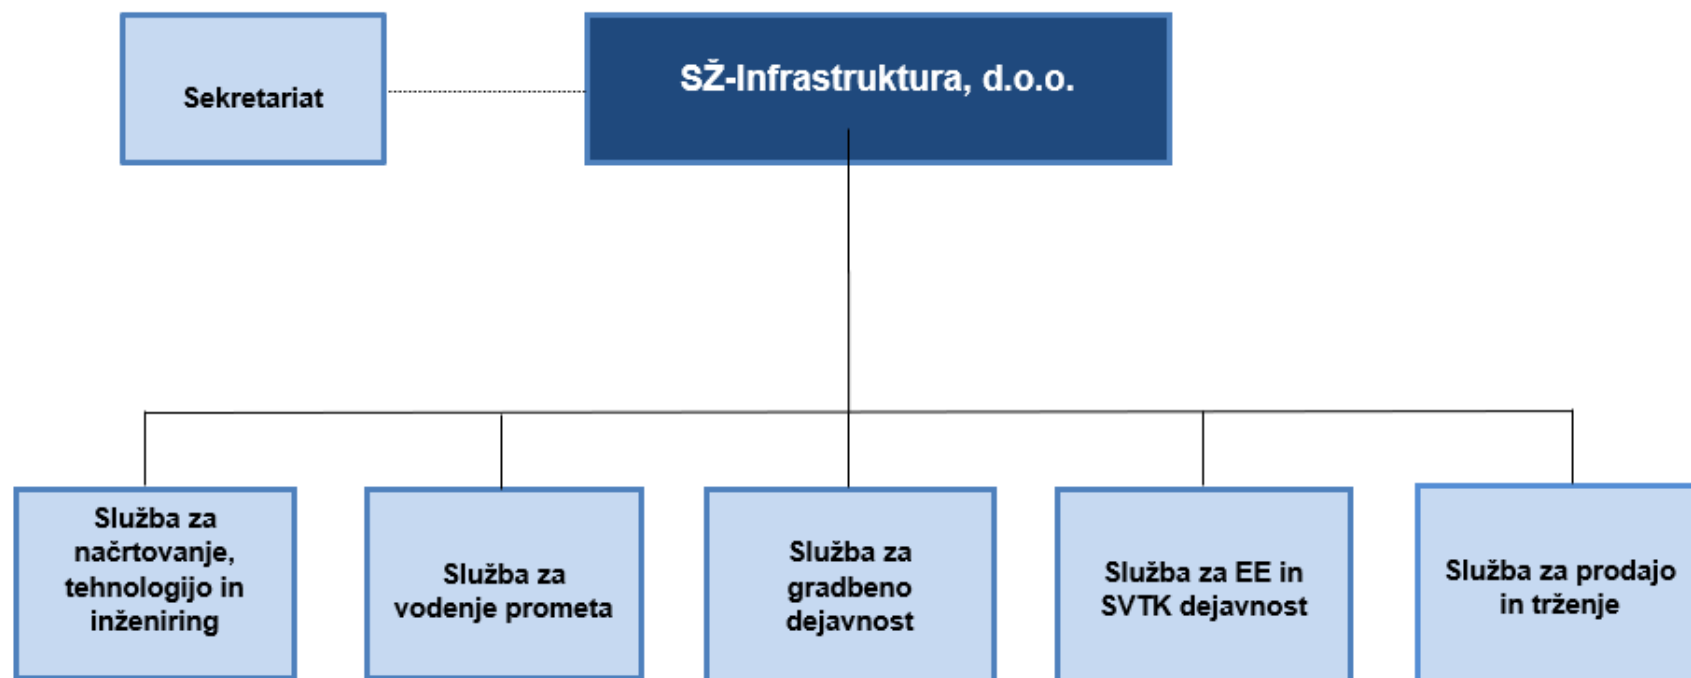 Sekretariat
SŽ-Infrastruktura, d.o.o.
Služba za
načrtovanje,
tehnologijo in
inženiring
Služba za
vodenje prometa
Služba za
gradbeno
dejavnost
Služba za EE in
SVTK dejavnost
Služba za prodajo
in trženje